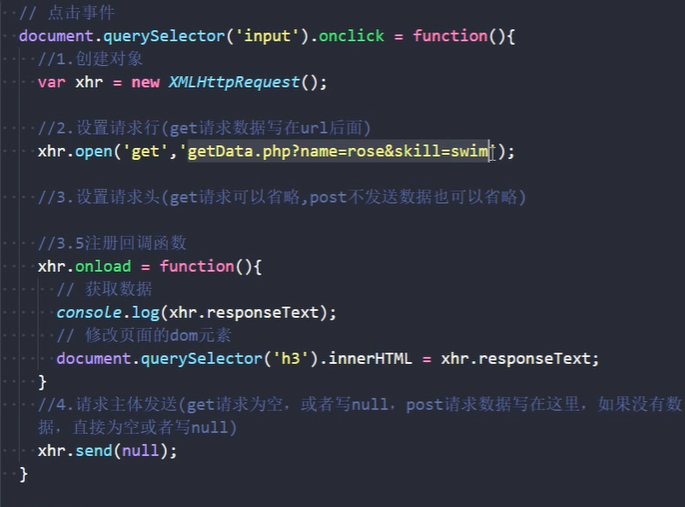 // 点击事件
document.querySelector('input').onclick = function(){
//1.创建对象
var xhr = new XMLHttpRequest();
//2.设置请求行(get请求数据写在url后面)
xhr.open('get','getData.php?name=rose&skill=swim');
//3.设置请求头(get请求可以省略,post不发送数据也可以省略)
//3.5注册回调函数
xhr.onload = function(){
// 获取数据
console.log(xhr.responseText);
// 修改页面的dom元素
document.querySelector('h3').innerHTML = xhr.responseText;
}
//4.请求主体发送(get请求为空，或者写null，post请求数据写在这里，如果没有数
据，直接为空或者写null)
xhr.send(null);
}